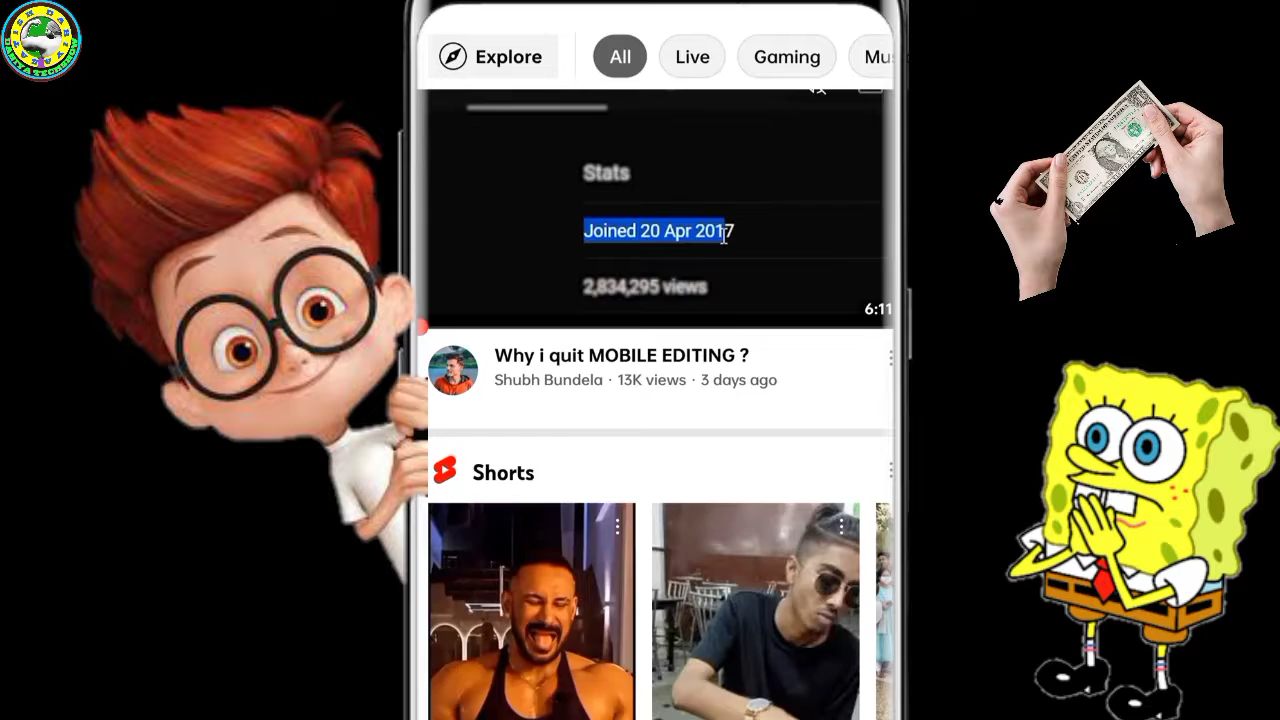 Explore
All
Live
Gaming
Mu
Stats
Joined 20 Apr 2017
2,834,295 views
6:11
Why i quit MOBILE EDITING ?
Shubh Bundela · 13K views · 3 days ago
Shorts